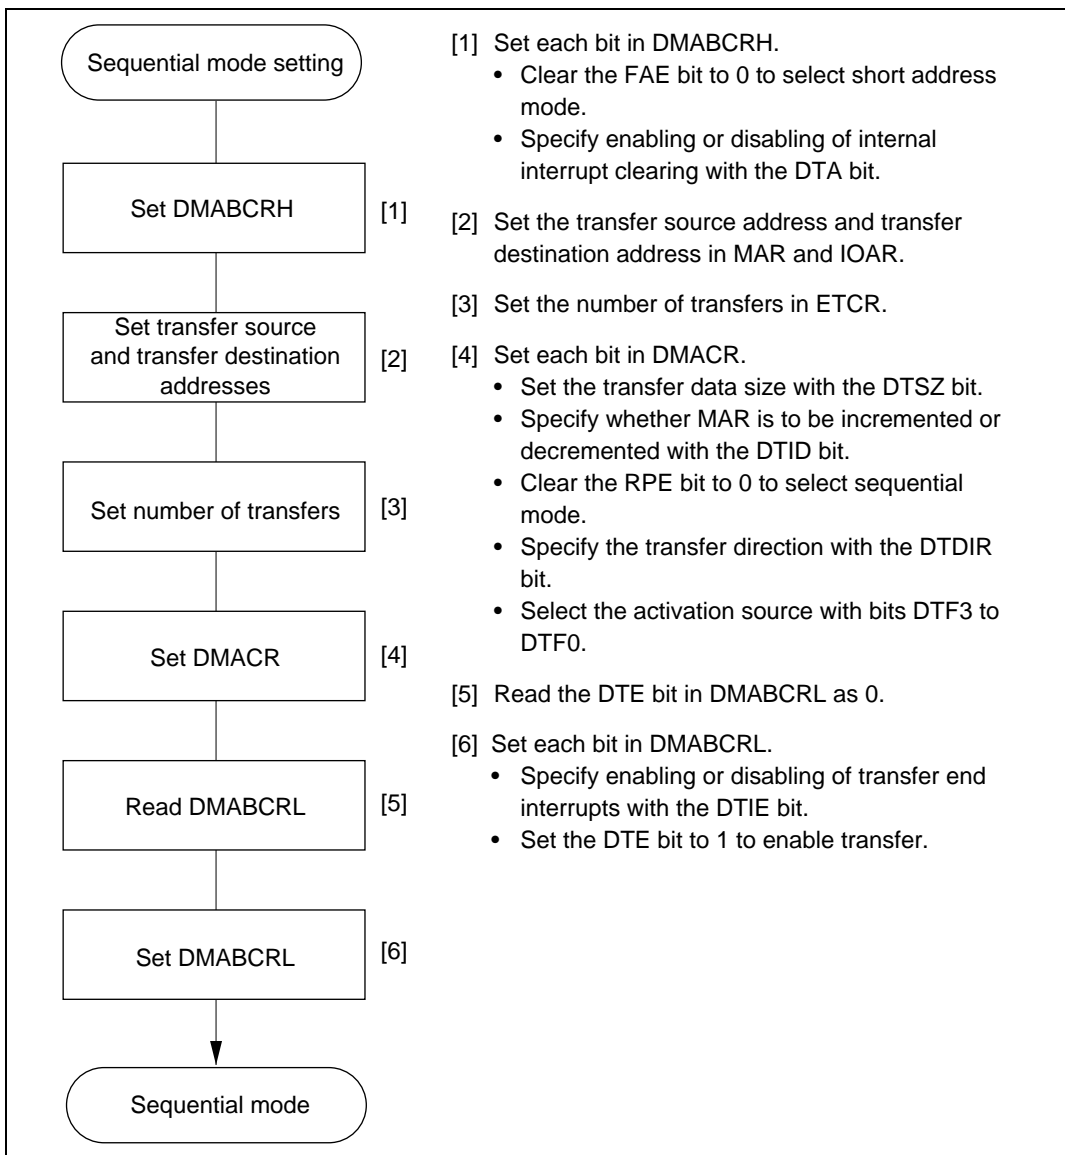 Sequential mode setting
Set DMABCRH
[1]
Set transfer source
and transfer destination
addresses
[2]
Set number of transfers
[3]
Set DMACR
[4]
Read DMABCRL
[5]
Set DMABCRL
[6]
Sequential mode
[1] Set each bit in DMABCRH.
• Clear the FAE bit to 0 to select short address
mode.
• Specify enabling or disabling of internal
interrupt clearing with the DTA bit.
[2] Set the transfer source address and transfer
destination address in MAR and IOAR.
[3] Set the number of transfers in ETCR.
[4] Set each bit in DMACR.
• Set the transfer data size with the DTSZ bit.
• Specify whether MAR is to be incremented or
decremented with the DTID bit.
• Clear the RPE bit to 0 to select sequential
mode.
• Specify the transfer direction with the DTDIR
bit.
• Select the activation source with bits DTF3 to
DTF0.
[5] Read the DTE bit in DMABCRL as 0.
[6] Set each bit in DMABCRL.
• Specify enabling or disabling of transfer end
interrupts with the DTIE bit.
• Set the DTE bit to 1 to enable transfer.